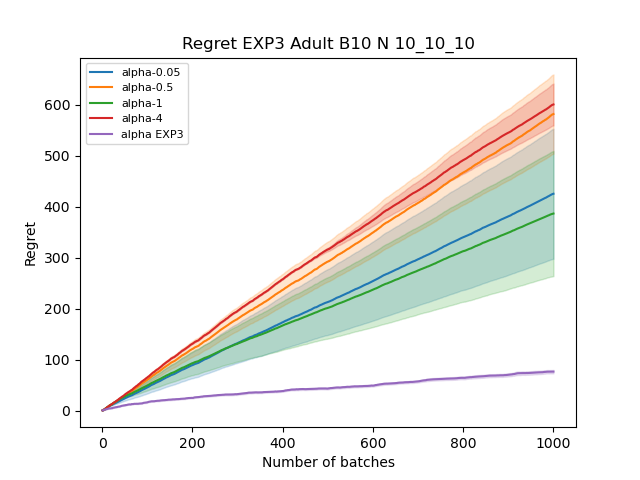 Regret EXP3 Adult B10 N 10_10_10
alpha-0.05
alpha-0.5
alpha-1
alpha-4
alpha EXP3
600
500
400
300
200
100
0
Regret
0 200 400 600 800 1000
Number of batches